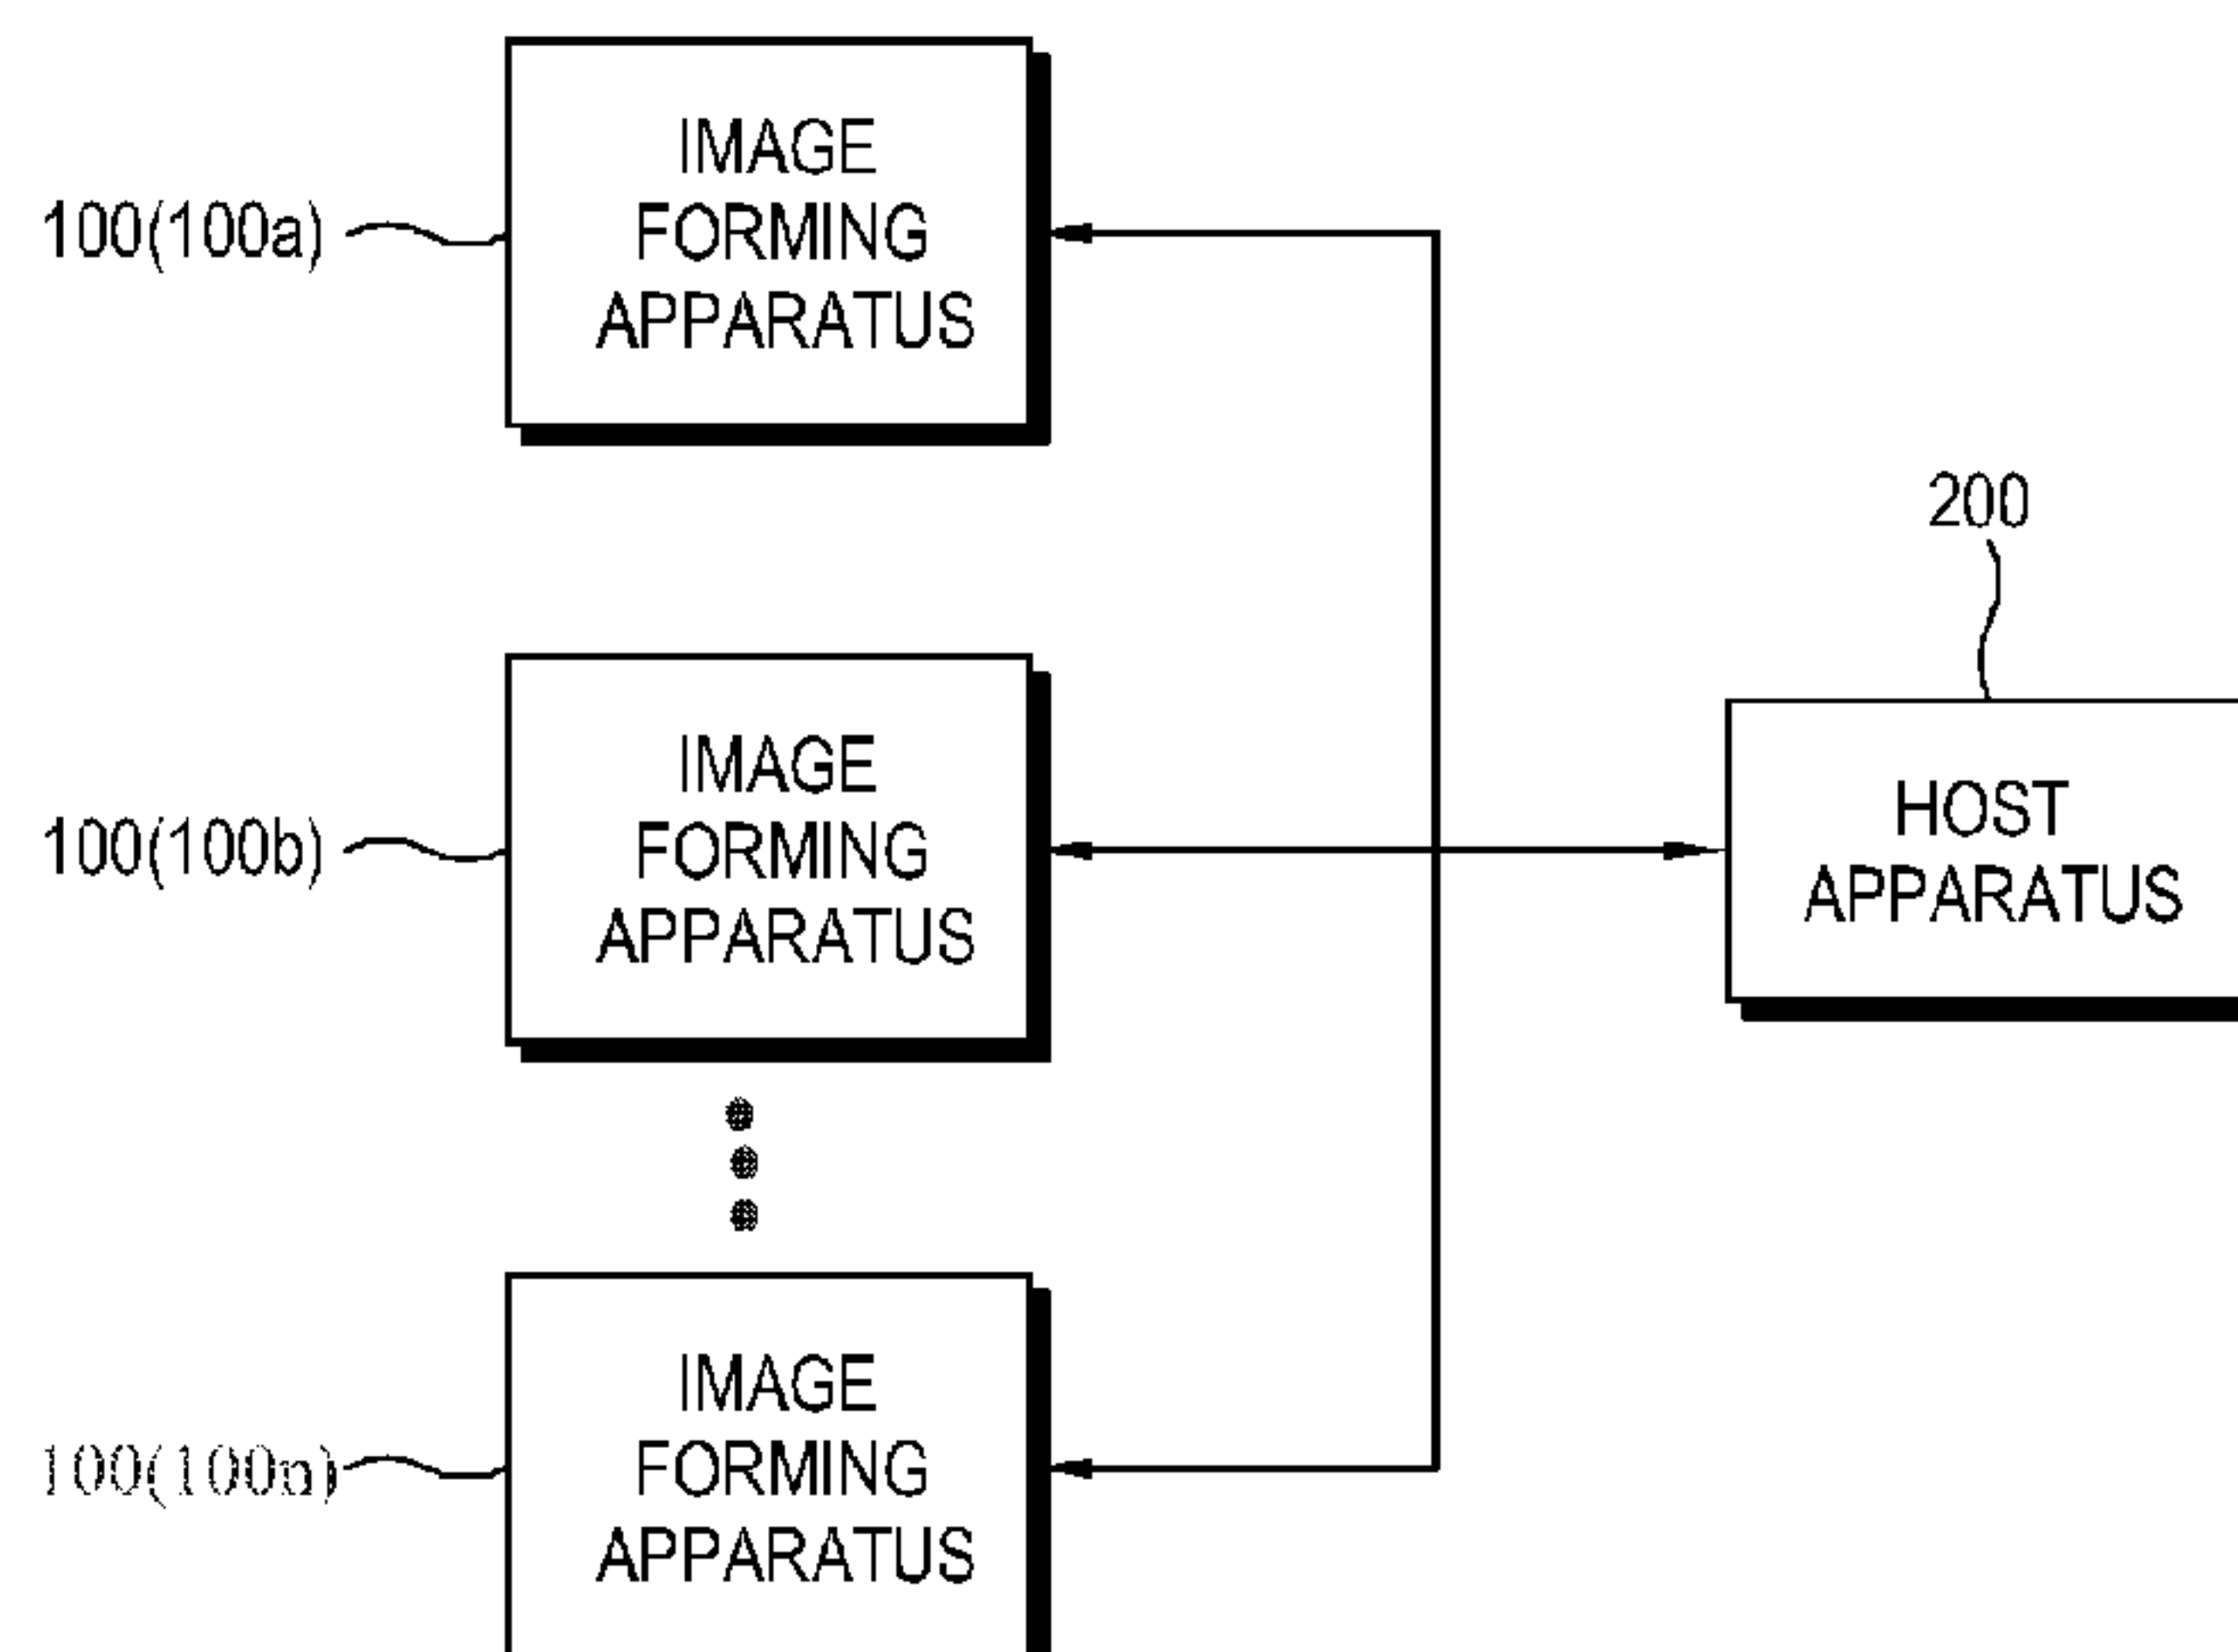 IMAGE
FORMING
APPARATUS
100(100a)
200
IMAGE
FORMING
APPARATUS
100(100b)
HOST
APPARATUS
IMAGE
FORMING
APPARATUS
100(100n)